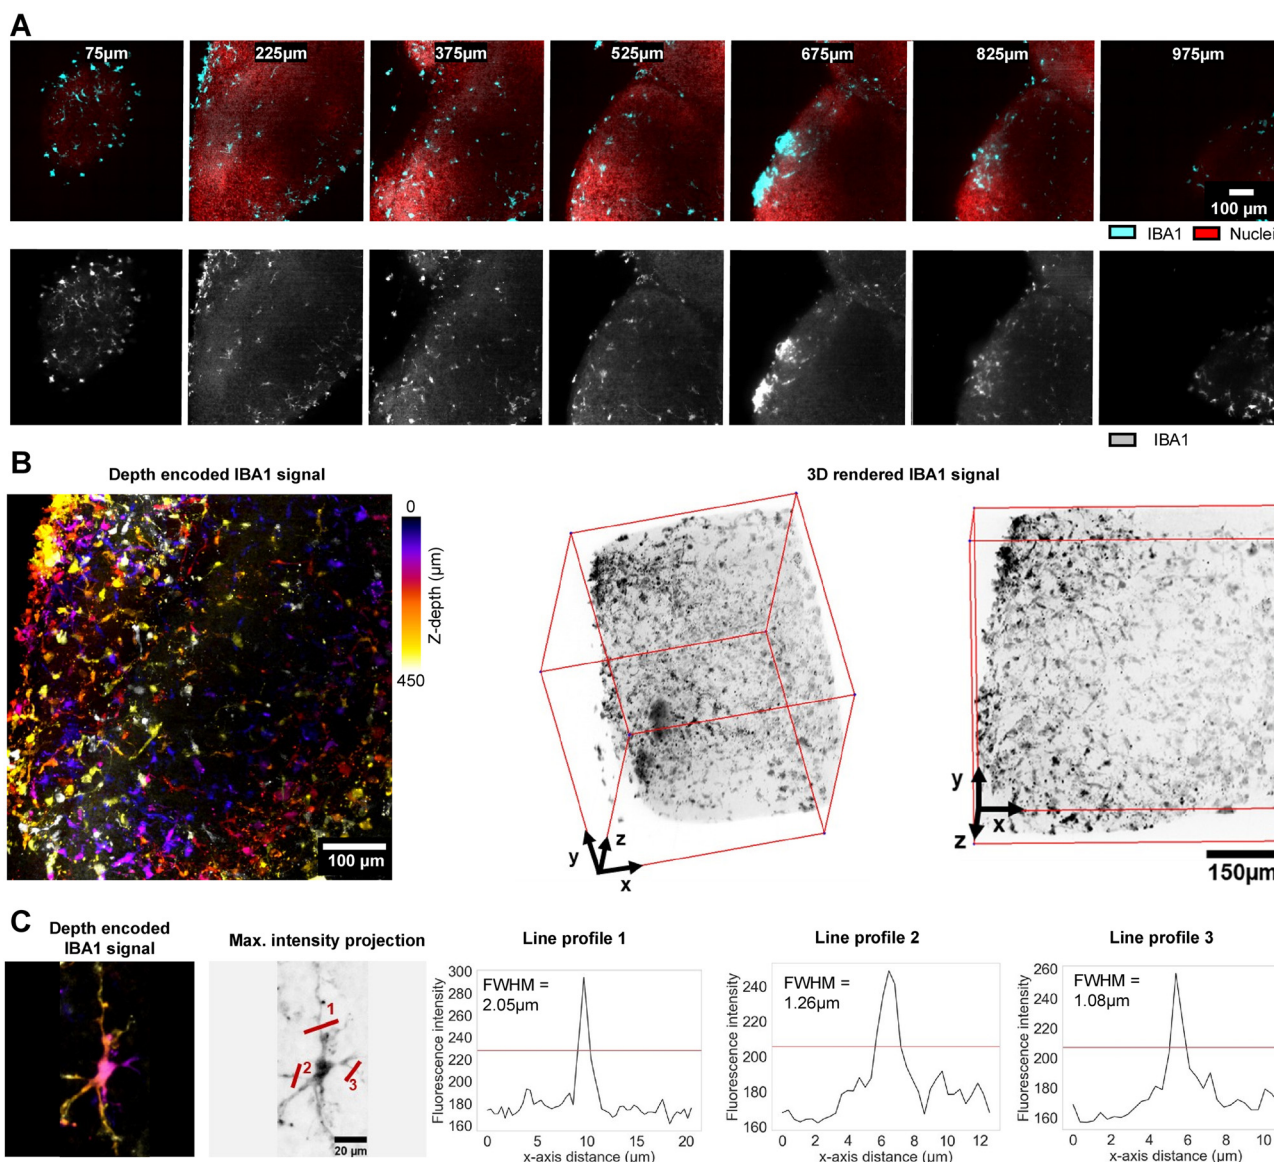 A
75µm 225µm 375µm 525µm 675µm 825µm 975µm
100 µm
IBA1 Nuclei
IBA1
B
Depth encoded IBA1 signal
3D rendered IBA1 signal
0
Z-depth (µm)
450
100 µm
y z x
y x z
150µm
C
Depth encoded
IBA1 signal
Max. intensity projection
Line profile 1
Line profile 2
Line profile 3
1
2
3
20 µm
FWHM =
2.05µm
Fluorescence intensity
300
280
260
240
220
200
180
160
0 5 10 15 20
x-axis distance (µm)
FWHM =
1.26µm
Fluorescence intensity
240
220
200
180
160
0 2 4 6 8 10 12
x-axis distance (µm)
FWHM =
1.08µm
Fluorescence intensity
260
240
220
200
180
160
0 2 4 6 8 10
x-axis distance (µm)